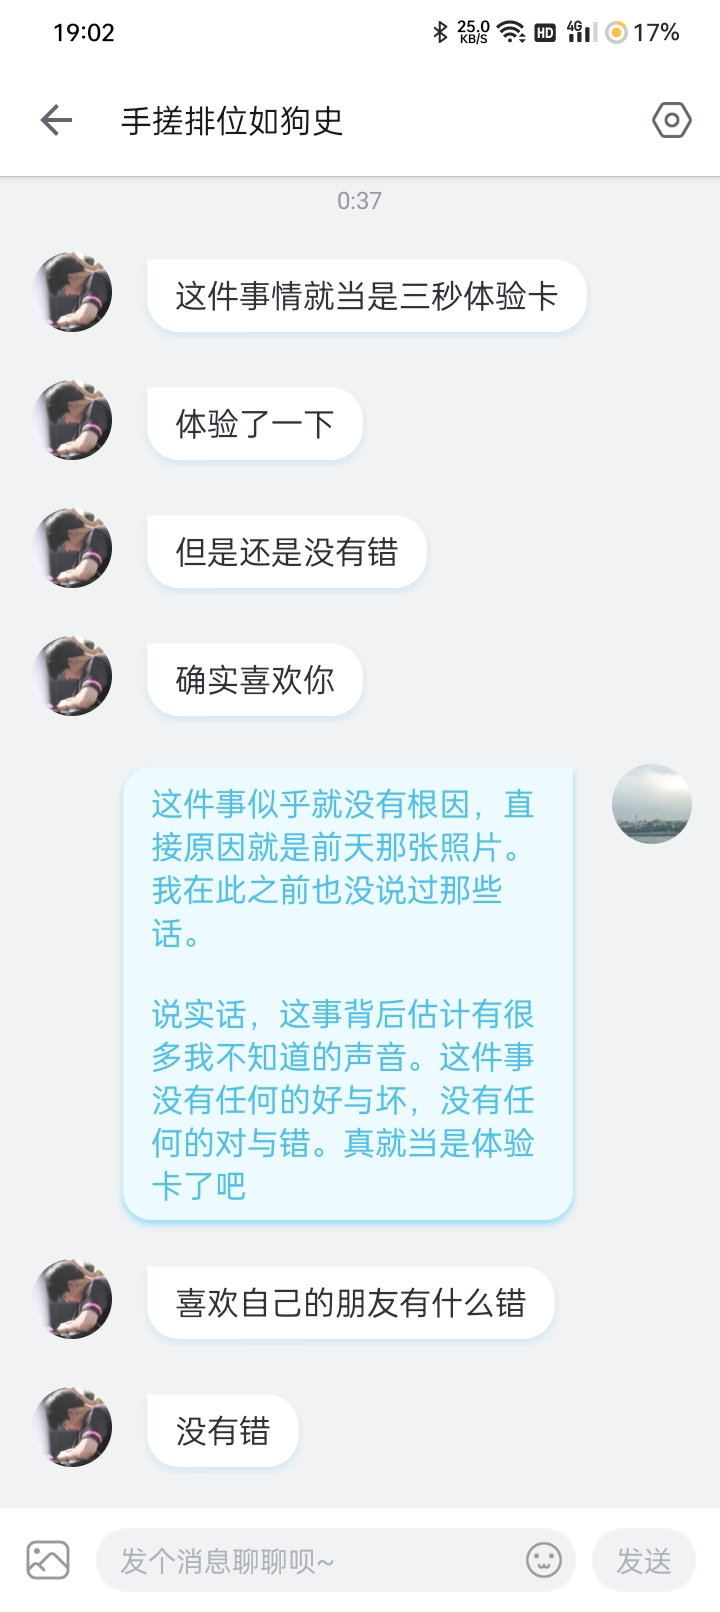 19:02
25.0
KB/S
HD
4G
17%
手搓排位如狗史
0:37
这件事情就当是三秒体验卡
体验了一下
但是还是没有错
确实喜欢你
这件事似乎就没有根因，直
接原因就是前天那张照片。
我在此之前也没说过那些
话。
说实话，这事背后估计有很
多我不知道的声音。这件事
没有任何的好与坏，没有任
何的对与错。真就当是体验
卡了吧
喜欢自己的朋友有什么错
没有错
发个消息聊聊呗~
发送